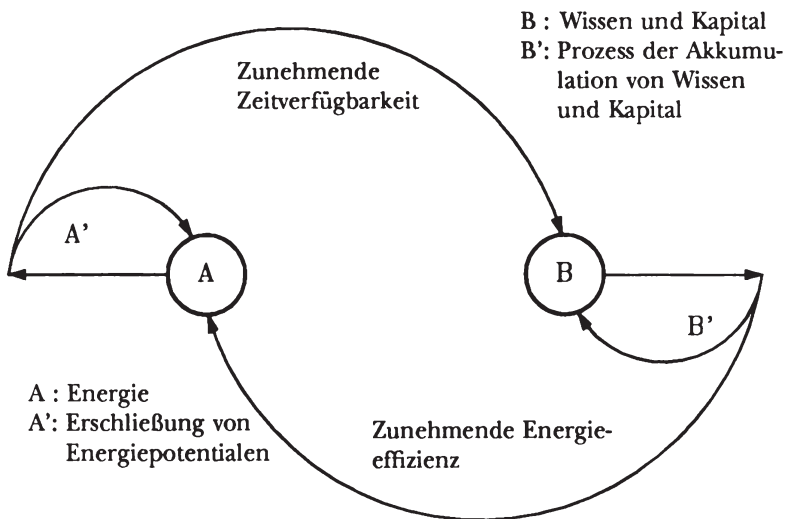 B : Wissen und Kapital
B': Prozess der Akkumu-
lation von Wissen
und Kapital
Zunehmende
Zeitverfügbarkeit
A'
A
B
B'
A : Energie
A': Erschließung von
Energiepotentialen
Zunehmende Energie-
effizienz